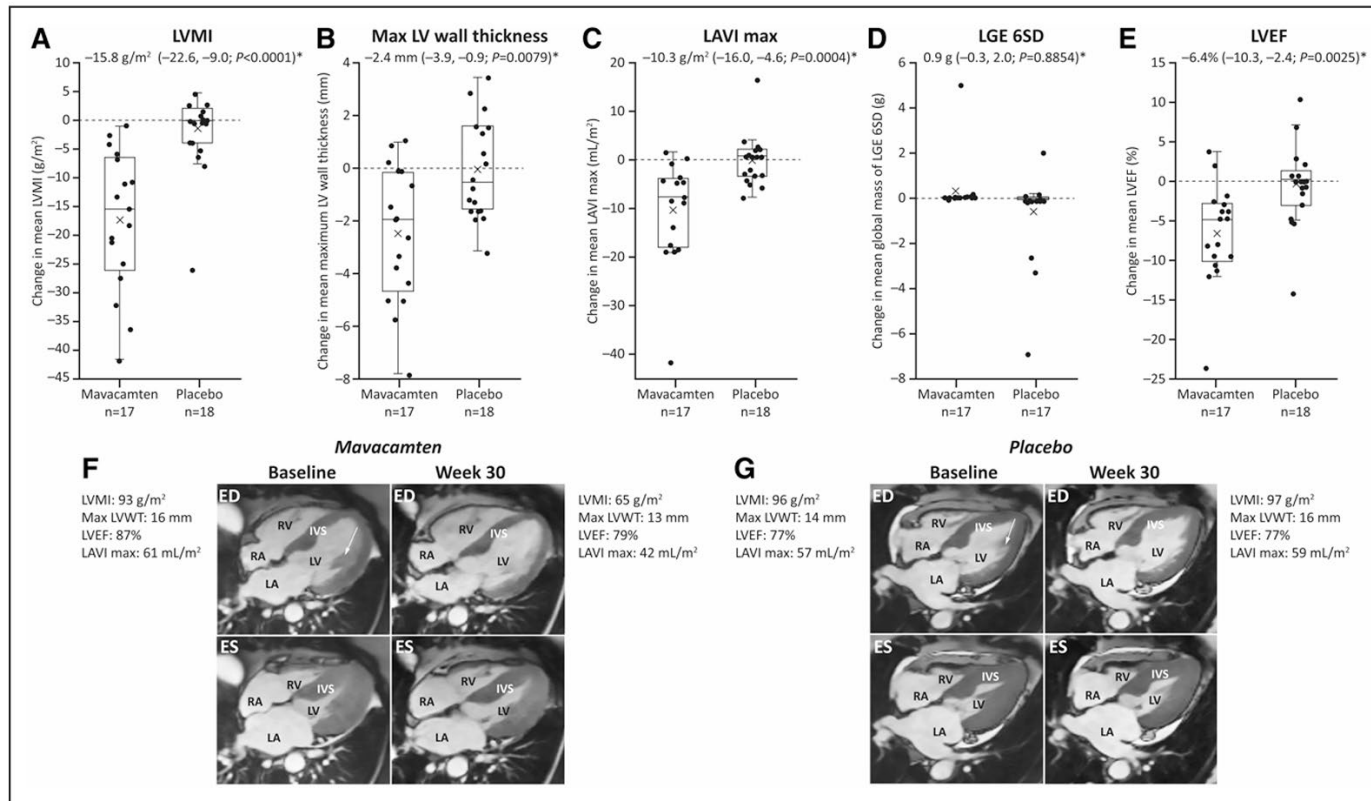 A
LVMI
−15.8 g/m² (−22.6, −9.0; P<0.0001)*
Change in mean LVMI (g/m²)
10
5
0
−5
−10
−15
−20
−25
−30
−35
−40
−45
Mavacamten
n=17
Placebo
n=18
B
Max LV wall thickness
−2.4 mm (−3.9, −0.9; P=0.0079)*
Change in mean maximum LV wall thickness (mm)
4
2
0
−2
−4
−6
−8
Mavacamten
n=17
Placebo
n=18
C
LAVI max
−10.3 g/m² (−16.0, −4.6; P=0.0004)*
Change in mean LAVI max (mL/m²)
20
10
0
−10
−20
−30
−40
Mavacamten
n=17
Placebo
n=18
D
LGE 6SD
0.9 g (−0.3, 2.0; P=0.8854)*
Change in mean global mass of LGE 6SD (g)
6
4
2
0
−2
−4
−6
−8
Mavacamten
n=17
Placebo
n=17
E
LVEF
−6.4% (−10.3, −2.4; P=0.0025)*
Change in mean LVEF (%)
15
10
5
0
−5
−10
−15
−20
−25
Mavacamten
n=17
Placebo
n=18
F
Mavacamten
Baseline
Week 30
LVMI: 93 g/m²
Max LVWT: 16 mm
LVEF: 87%
LAVI max: 61 mL/m²
ED
RV
IVS
RA
LV
LA
ED
RV
IVS
RA
LV
LA
LVMI: 65 g/m²
Max LVWT: 13 mm
LVEF: 79%
LAVI max: 42 mL/m²
ES
RV
IVS
RA
LV
LA
ES
RV
IVS
RA
LV
LA
G
Placebo
Baseline
Week 30
LVMI: 96 g/m²
Max LVWT: 14 mm
LVEF: 77%
LAVI max: 57 mL/m²
ED
RV
IVS
RA
LV
LA
ED
RV
IVS
RA
LV
LA
LVMI: 97 g/m²
Max LVWT: 16 mm
LVEF: 77%
LAVI max: 59 mL/m²
ES
RV
IVS
RA
LV
LA
ES
RV
IVS
RA
LV
LA